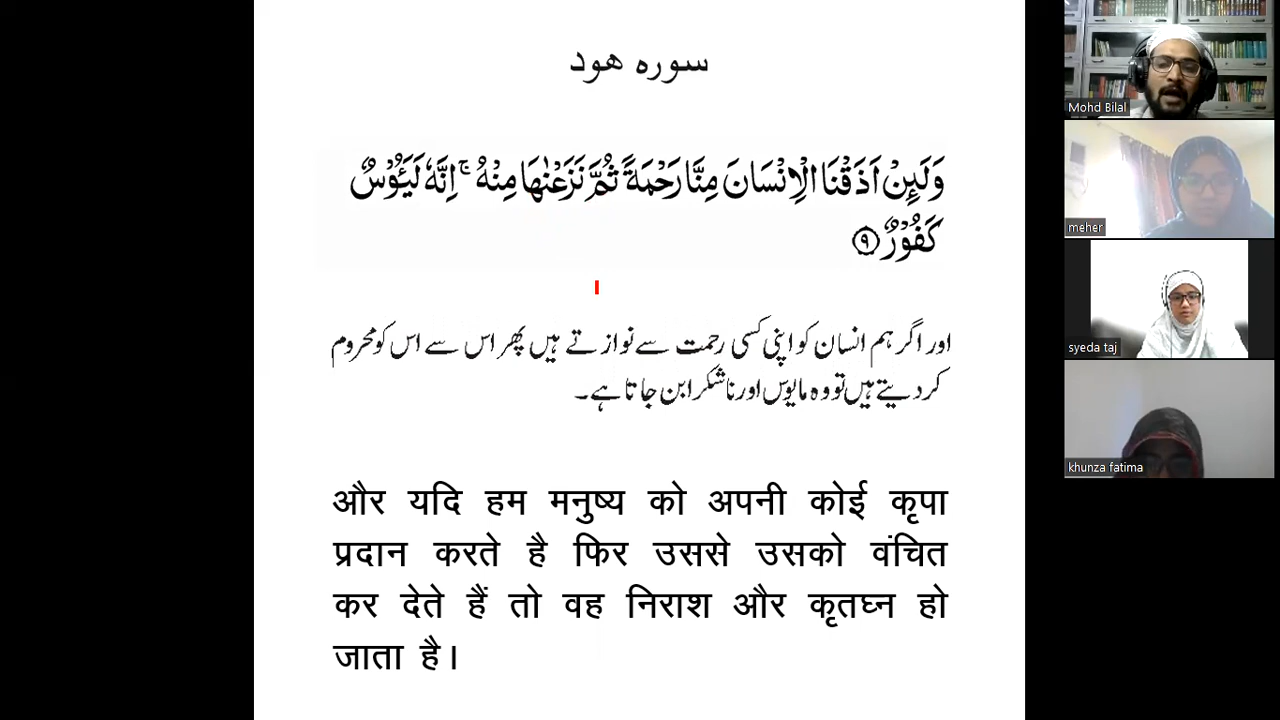 سورہ ھود
وَلَىِٕنْ اَذَقْنَا الْاِنْسَانَ مِنَّا رَحْمَةً ثُمَّ نَزَعْنٰهَا مِنْهُ ۚ اِنَّهٗ لَيَـُٔوْسٌ
كَفُوْرٌ ۹
اور اگر ہم انسان کو اپنی کسی رحمت سے نوازتے ہیں پھر اس سے اس کو محروم
کر دیتے ہیں تو وہ مایوس اور ناشکرا بن جاتا ہے۔
और यदि हम मनुष्य को अपनी कोई कृपा
प्रदान करते है फिर उससे उसको वंचित
कर देते हैं तो वह निराश और कृतघ्न हो
जाता है।
Mohd Bilal
meher
syeda taj
khunza fatima